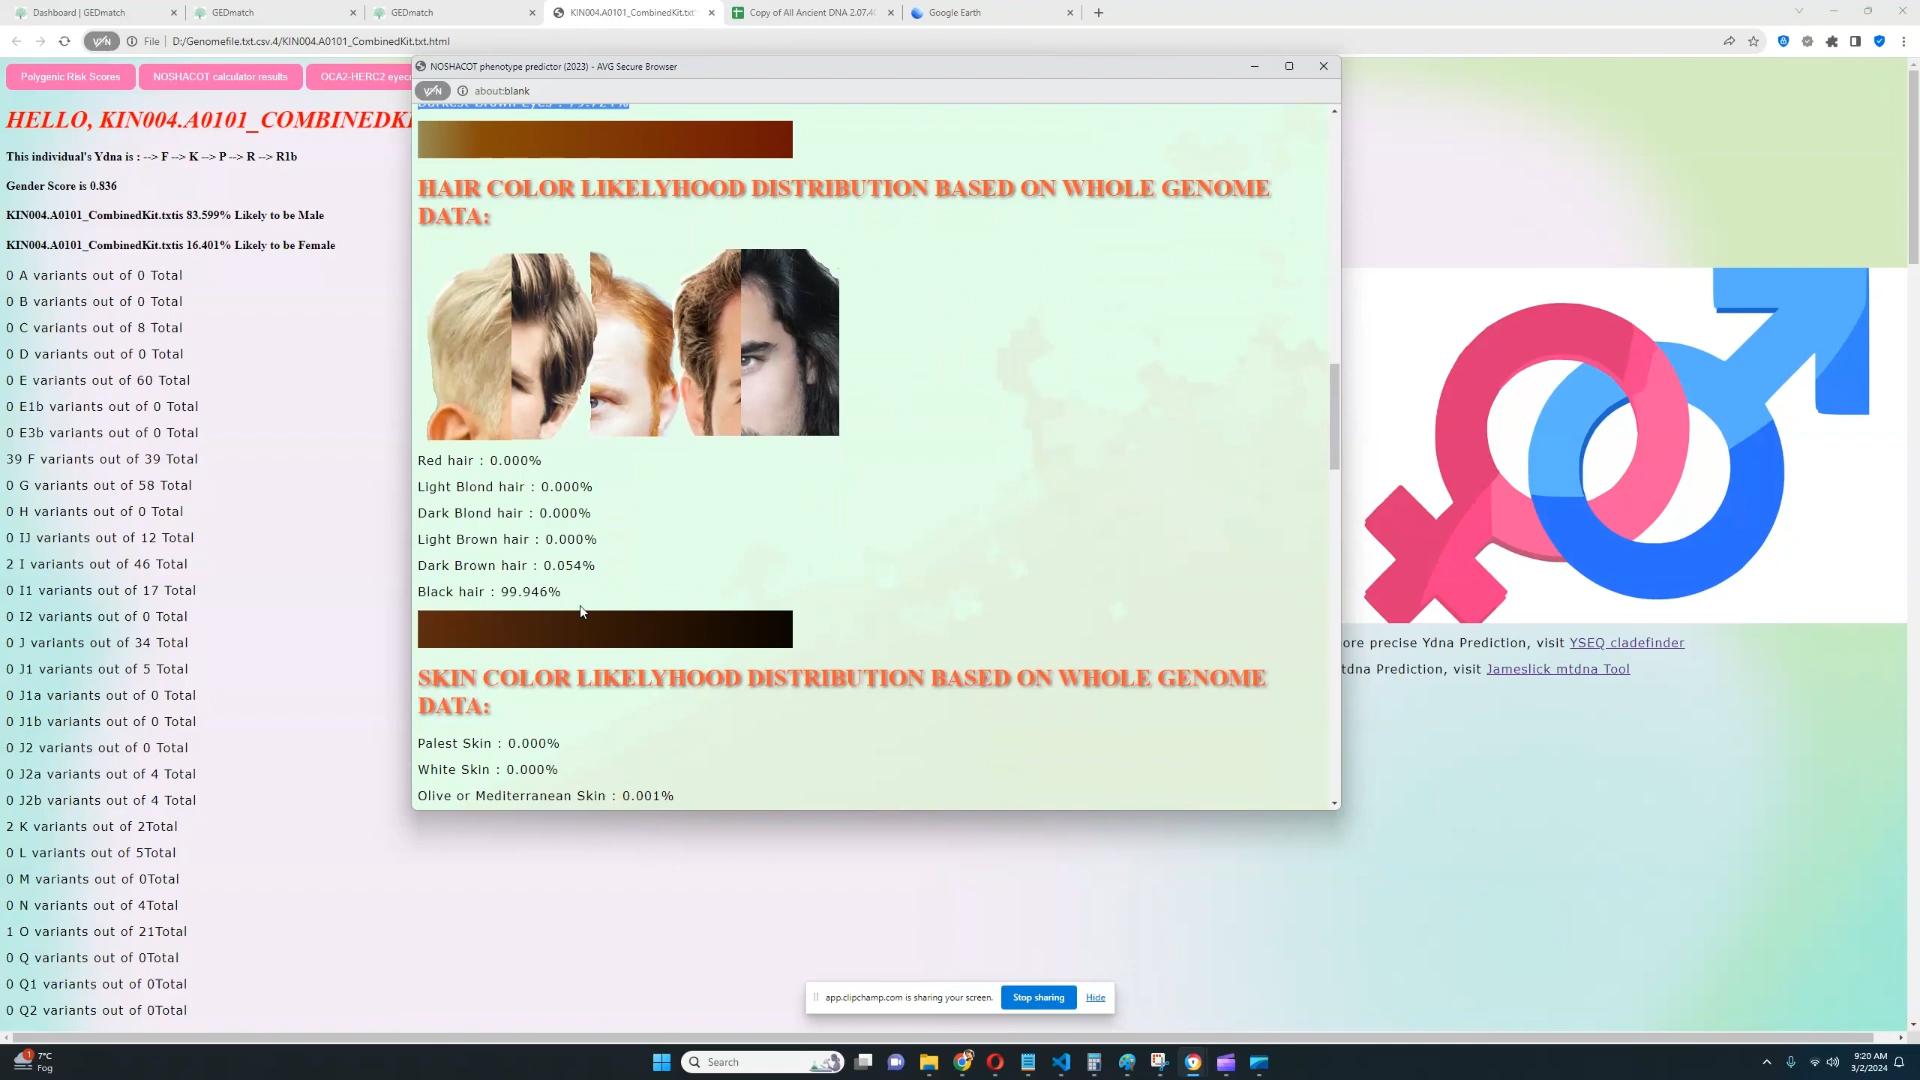 Dashboard | GEDmatch
GEDmatch
GEDmatch
KIN004.A0101_CombinedKit.txt
Copy of All Ancient DNA 2.07.4
Google Earth
VPN
File
D:/Genomefile.txt.csv.4/KIN004.A0101_CombinedKit.txt.html
Polygenic Risk Scores
NOSHACOT calculator results
OCA2-HERC2 eyec
HELLO, KIN004.A0101_COMBINEDK
This individual's Ydna is : --> F --> K --> P --> R --> R1b
Gender Score is 0.836
KIN004.A0101_CombinedKit.txtis 83.599% Likely to be Male
KIN004.A0101_CombinedKit.txtis 16.401% Likely to be Female
0 A variants out of 0 Total
0 B variants out of 0 Total
0 C variants out of 8 Total
0 D variants out of 0 Total
0 E variants out of 60 Total
0 E1b variants out of 0 Total
0 E3b variants out of 0 Total
39 F variants out of 39 Total
0 G variants out of 58 Total
0 H variants out of 0 Total
0 IJ variants out of 12 Total
2 I variants out of 46 Total
0 I1 variants out of 17 Total
0 I2 variants out of 0 Total
0 J variants out of 34 Total
0 J1 variants out of 5 Total
0 J1a variants out of 0 Total
0 J1b variants out of 0 Total
0 J2 variants out of 0 Total
0 J2a variants out of 4 Total
0 J2b variants out of 4 Total
2 K variants out of 2Total
0 L variants out of 5Total
0 M variants out of 0Total
0 N variants out of 4Total
1 O variants out of 21Total
0 Q variants out of 0Total
0 Q1 variants out of 0Total
0 Q2 variants out of 0Total
NOSHACOT phenotype predictor (2023) - AVG Secure Browser
VPN
about:blank
HAIR COLOR LIKELYHOOD DISTRIBUTION BASED ON WHOLE GENOME
DATA:
Red hair : 0.000%
Light Blond hair : 0.000%
Dark Blond hair : 0.000%
Light Brown hair : 0.000%
Dark Brown hair : 0.054%
Black hair : 99.946%
SKIN COLOR LIKELYHOOD DISTRIBUTION BASED ON WHOLE GENOME
DATA:
Palest Skin : 0.000%
White Skin : 0.000%
Olive or Mediterranean Skin : 0.001%
ore precise Ydna Prediction, visit YSEQ cladefinder
tdna Prediction, visit Jameslick mtdna Tool
app.clipchamp.com is sharing your screen.
Stop sharing
Hide
1
7°C
Fog
Search
9:20 AM
3/2/2024